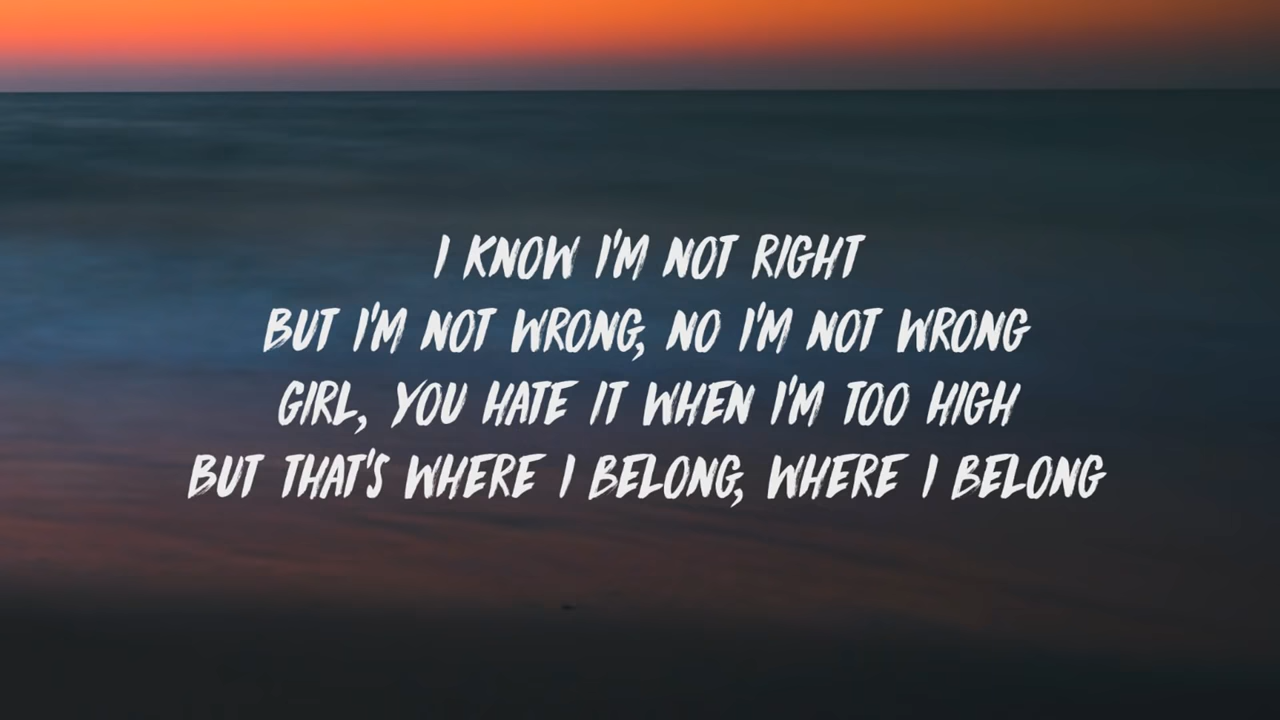 I KNOW I'M NOT RIGHT
BUT I'M NOT WRONG, NO I'M NOT WRONG
GIRL, YOU HATE IT WHEN I'M TOO HIGH
BUT THAT'S WHERE I BELONG, WHERE I BELONG